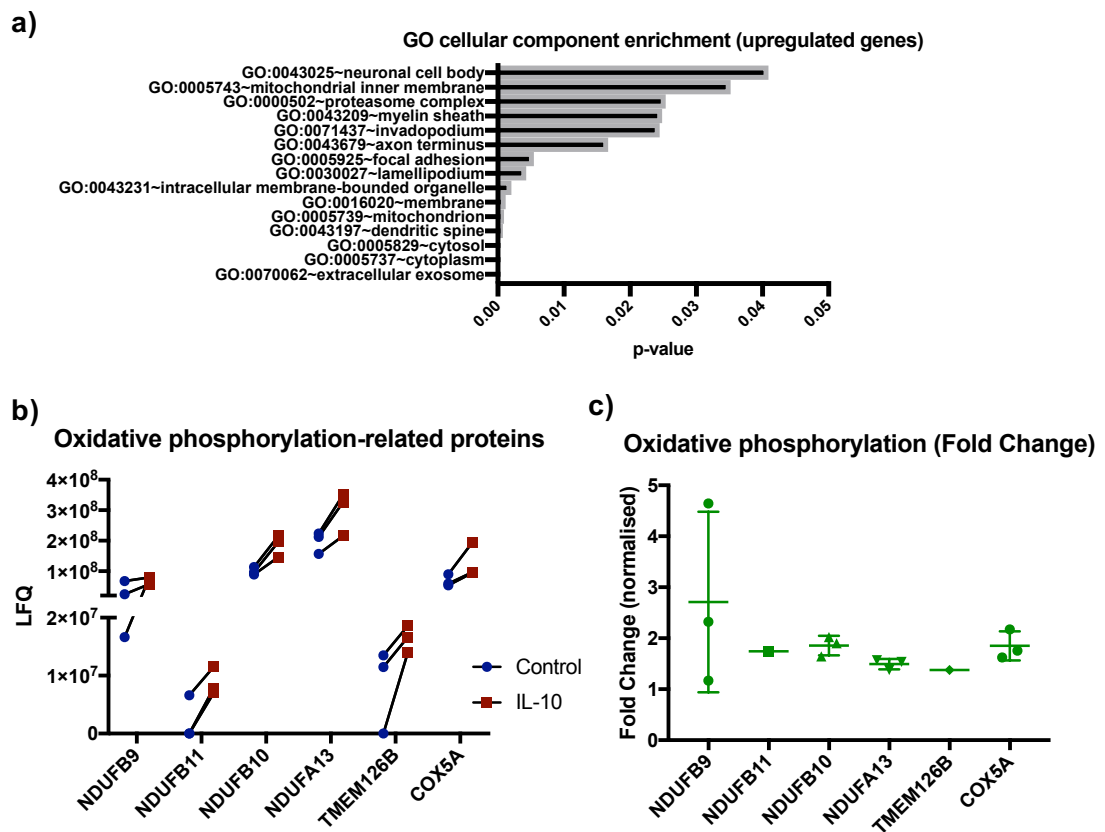 a)
GO cellular component enrichment (upregulated genes)
GO:0043025~neuronal cell body
GO:0005743~mitochondrial inner membrane
GO:0000502~proteasome complex
GO:0043209~myelin sheath
GO:0071437~invadopodium
GO:0043679~axon terminus
GO:0005925~focal adhesion
GO:0030027~lamellipodium
GO:0043231~intracellular membrane-bounded organelle
GO:0016020~membrane
GO:0005739~mitochondrion
GO:0043197~dendritic spine
GO:0005829~cytosol
GO:0005737~cytoplasm
GO:0070062~extracellular exosome
0.00 0.01 0.02 0.03 0.04 0.05
p-value
b)
Oxidative phosphorylation-related proteins
4×10⁸
3×10⁸
2×10⁸
1×10⁸
2×10⁷
1×10⁷
0
LFQ
Control
IL-10
NDUFB9 NDUFB11 NDUFB10 NDUFA13 TMEM126B COX5A
c)
Oxidative phosphorylation (Fold Change)
5
4
3
2
1
0
Fold Change (normalised)
NDUFB9 NDUFB11 NDUFB10 NDUFA13 TMEM126B COX5A